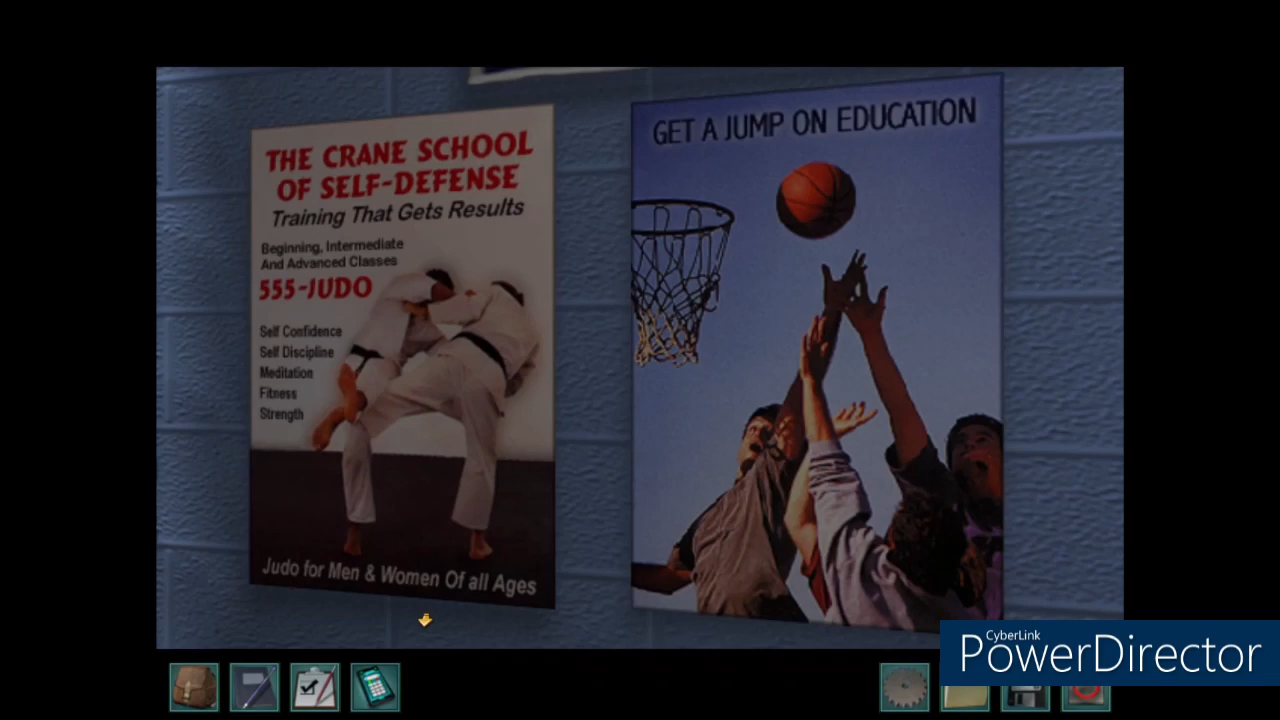 THE CRANE SCHOOL
OF SELF-DEFENSE
Training That Gets Results
Beginning, Intermediate
And Advanced Classes
555-JUDO
Self Confidence
Self Discipline
Meditation
Fitness
Strength
Judo for Men & Women Of all Ages
GET A JUMP ON EDUCATION
CyberLink
PowerDirector